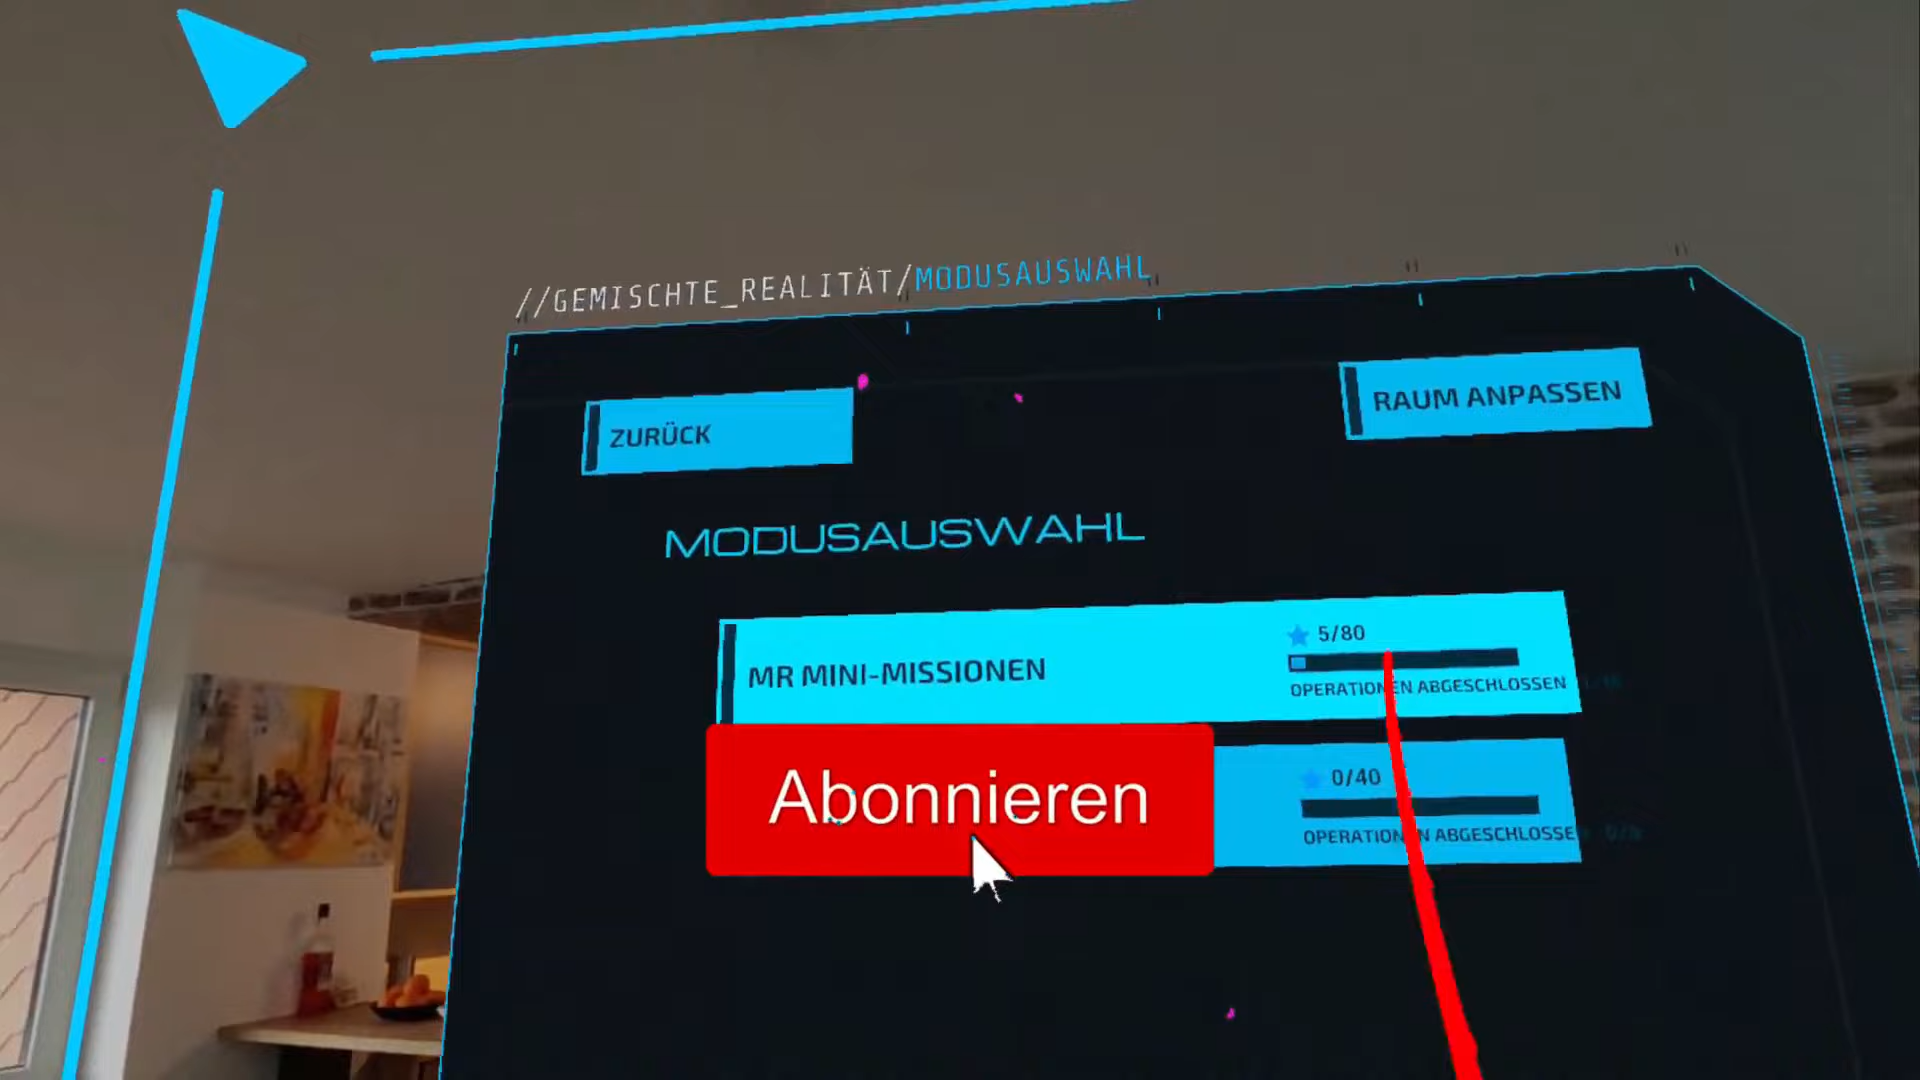 //GEMISCHTE_REALITÄT/MODUSAUSWAHL
ZURÜCK
RAUM ANPASSEN
MODUSAUSWAHL
MR MINI-MISSIONEN
5/80
OPERATIONEN ABGESCHLOSSEN
Abonnieren
0/40
OPERATIONEN ABGESCHLOSSEN